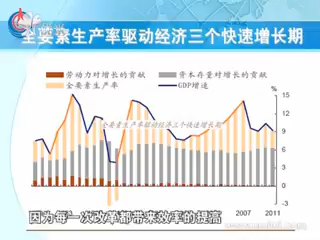 全要素生产率驱动经济三个快速增长期
劳动力对增长的贡献 资本存量对增长的贡献
全要素生产率 GDP增速
15
12
9
6
3
0
-3
全要素生产率驱动经济三个快速增长期
2007 2011
因为每一次改革都带来效率的提高